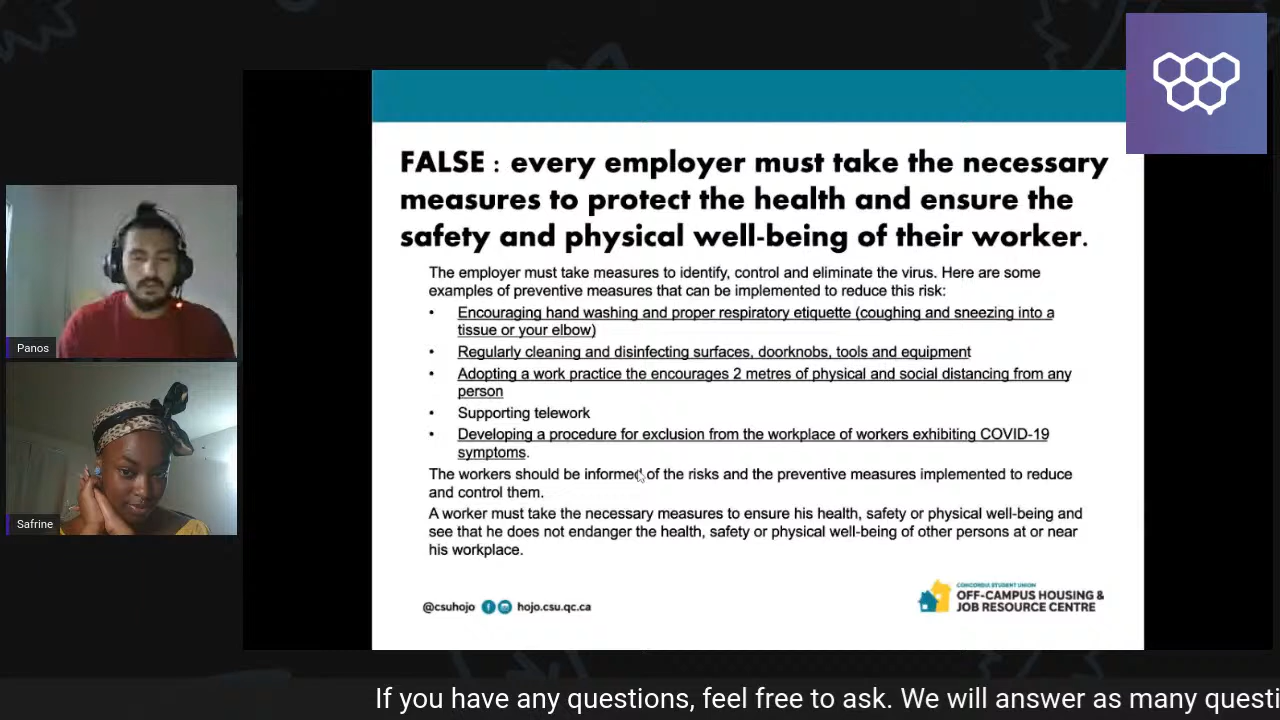 FALSE : every employer must take the necessary
measures to protect the health and ensure the
safety and physical well-being of their worker.
The employer must take measures to identify, control and eliminate the virus. Here are some
examples of preventive measures that can be implemented to reduce this risk:
• Encouraging hand washing and proper respiratory etiquette (coughing and sneezing into a
tissue or your elbow)
• Regularly cleaning and disinfecting surfaces, doorknobs, tools and equipment
• Adopting a work practice the encourages 2 metres of physical and social distancing from any
person
• Supporting telework
• Developing a procedure for exclusion from the workplace of workers exhibiting COVID-19
symptoms.
The workers should be informed of the risks and the preventive measures implemented to reduce
and control them.
A worker must take the necessary measures to ensure his health, safety or physical well-being and
see that he does not endanger the health, safety or physical well-being of other persons at or near
his workplace.
@csuhojo hojo.csu.qc.ca
CONCORDIA STUDENT UNION
OFF-CAMPUS HOUSING &
JOB RESOURCE CENTRE
Panos
Safrine
If you have any questions, feel free to ask. We will answer as many questi